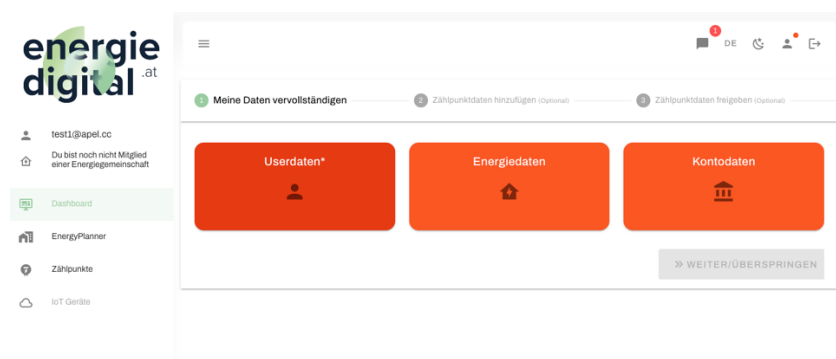 energie
digital
.at
1
DE
1 Meine Daten vervollständigen
2 Zählpunktdaten hinzufügen (Optional)
3 Zählpunktdaten freigeben (Optional)
test1@apel.cc
Du bist noch nicht Mitglied
einer Energiegemeinschaft
Dashboard
EnergyPlanner
Zählpunkte
IoT Geräte
Userdaten*
Energiedaten
Kontodaten
WEITER/ÜBERSPRINGEN